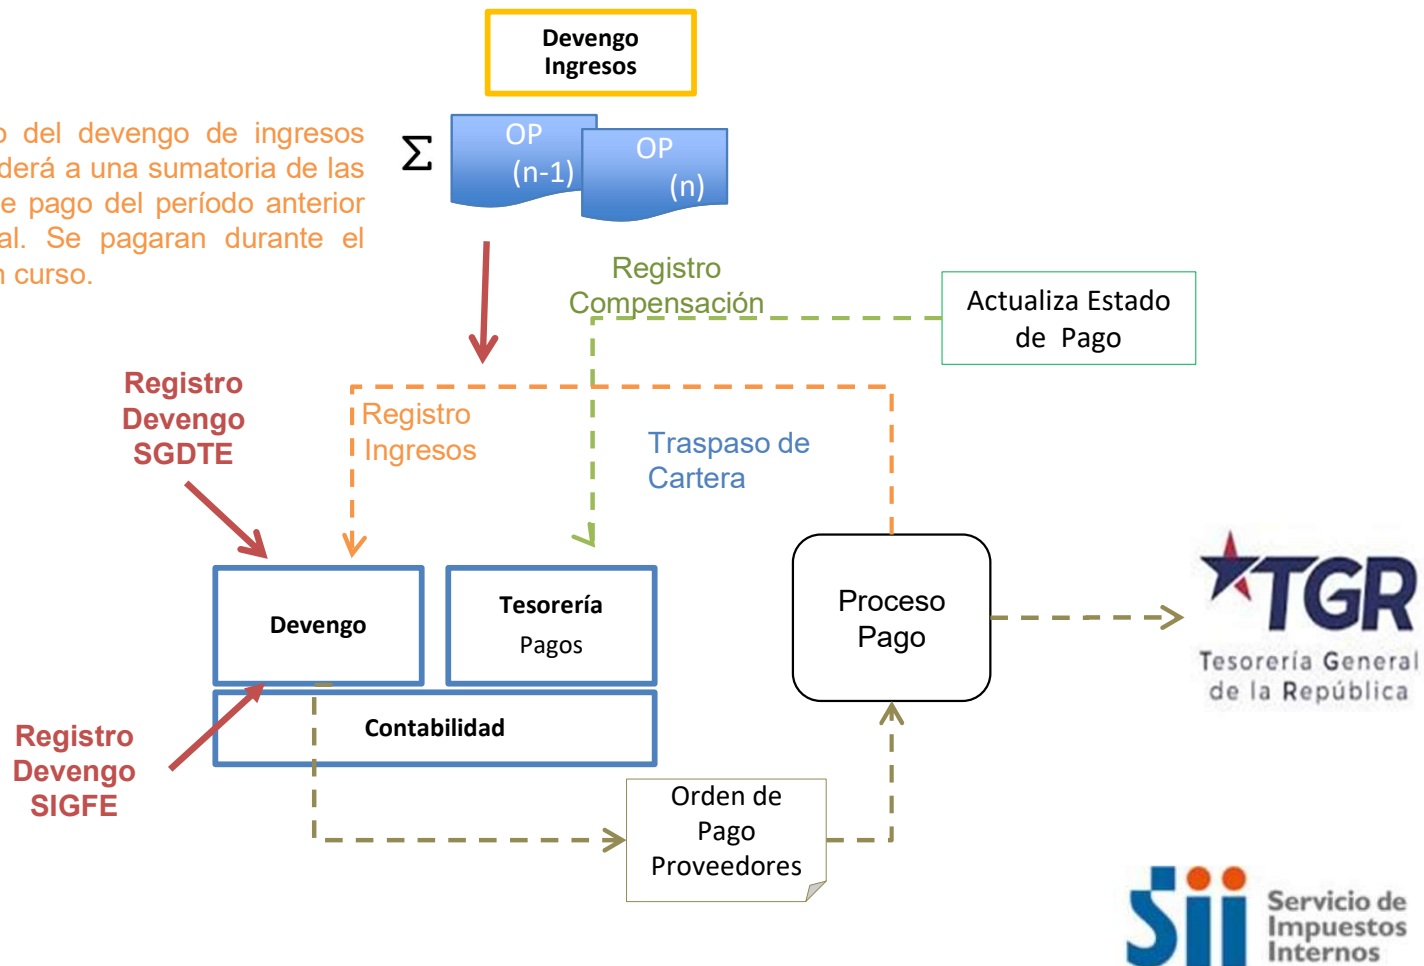 Devengo
Ingresos
o del devengo de ingresos
derá a una sumatoria de las
e pago del período anterior
al. Se pagaran durante el
n curso.
Σ
OP
(n-1)
OP
(n)
Registro
Compensación
Actualiza Estado
de Pago
Registro
Devengo
SGDTE
Registro
Ingresos
Traspaso de
Cartera
Devengo
Tesorería
Pagos
Proceso
Pago
TGR
Tesorería General
de la República
Contabilidad
Registro
Devengo
SIGFE
Orden de
Pago
Proveedores
Sii
Servicio de
Impuestos
Internos